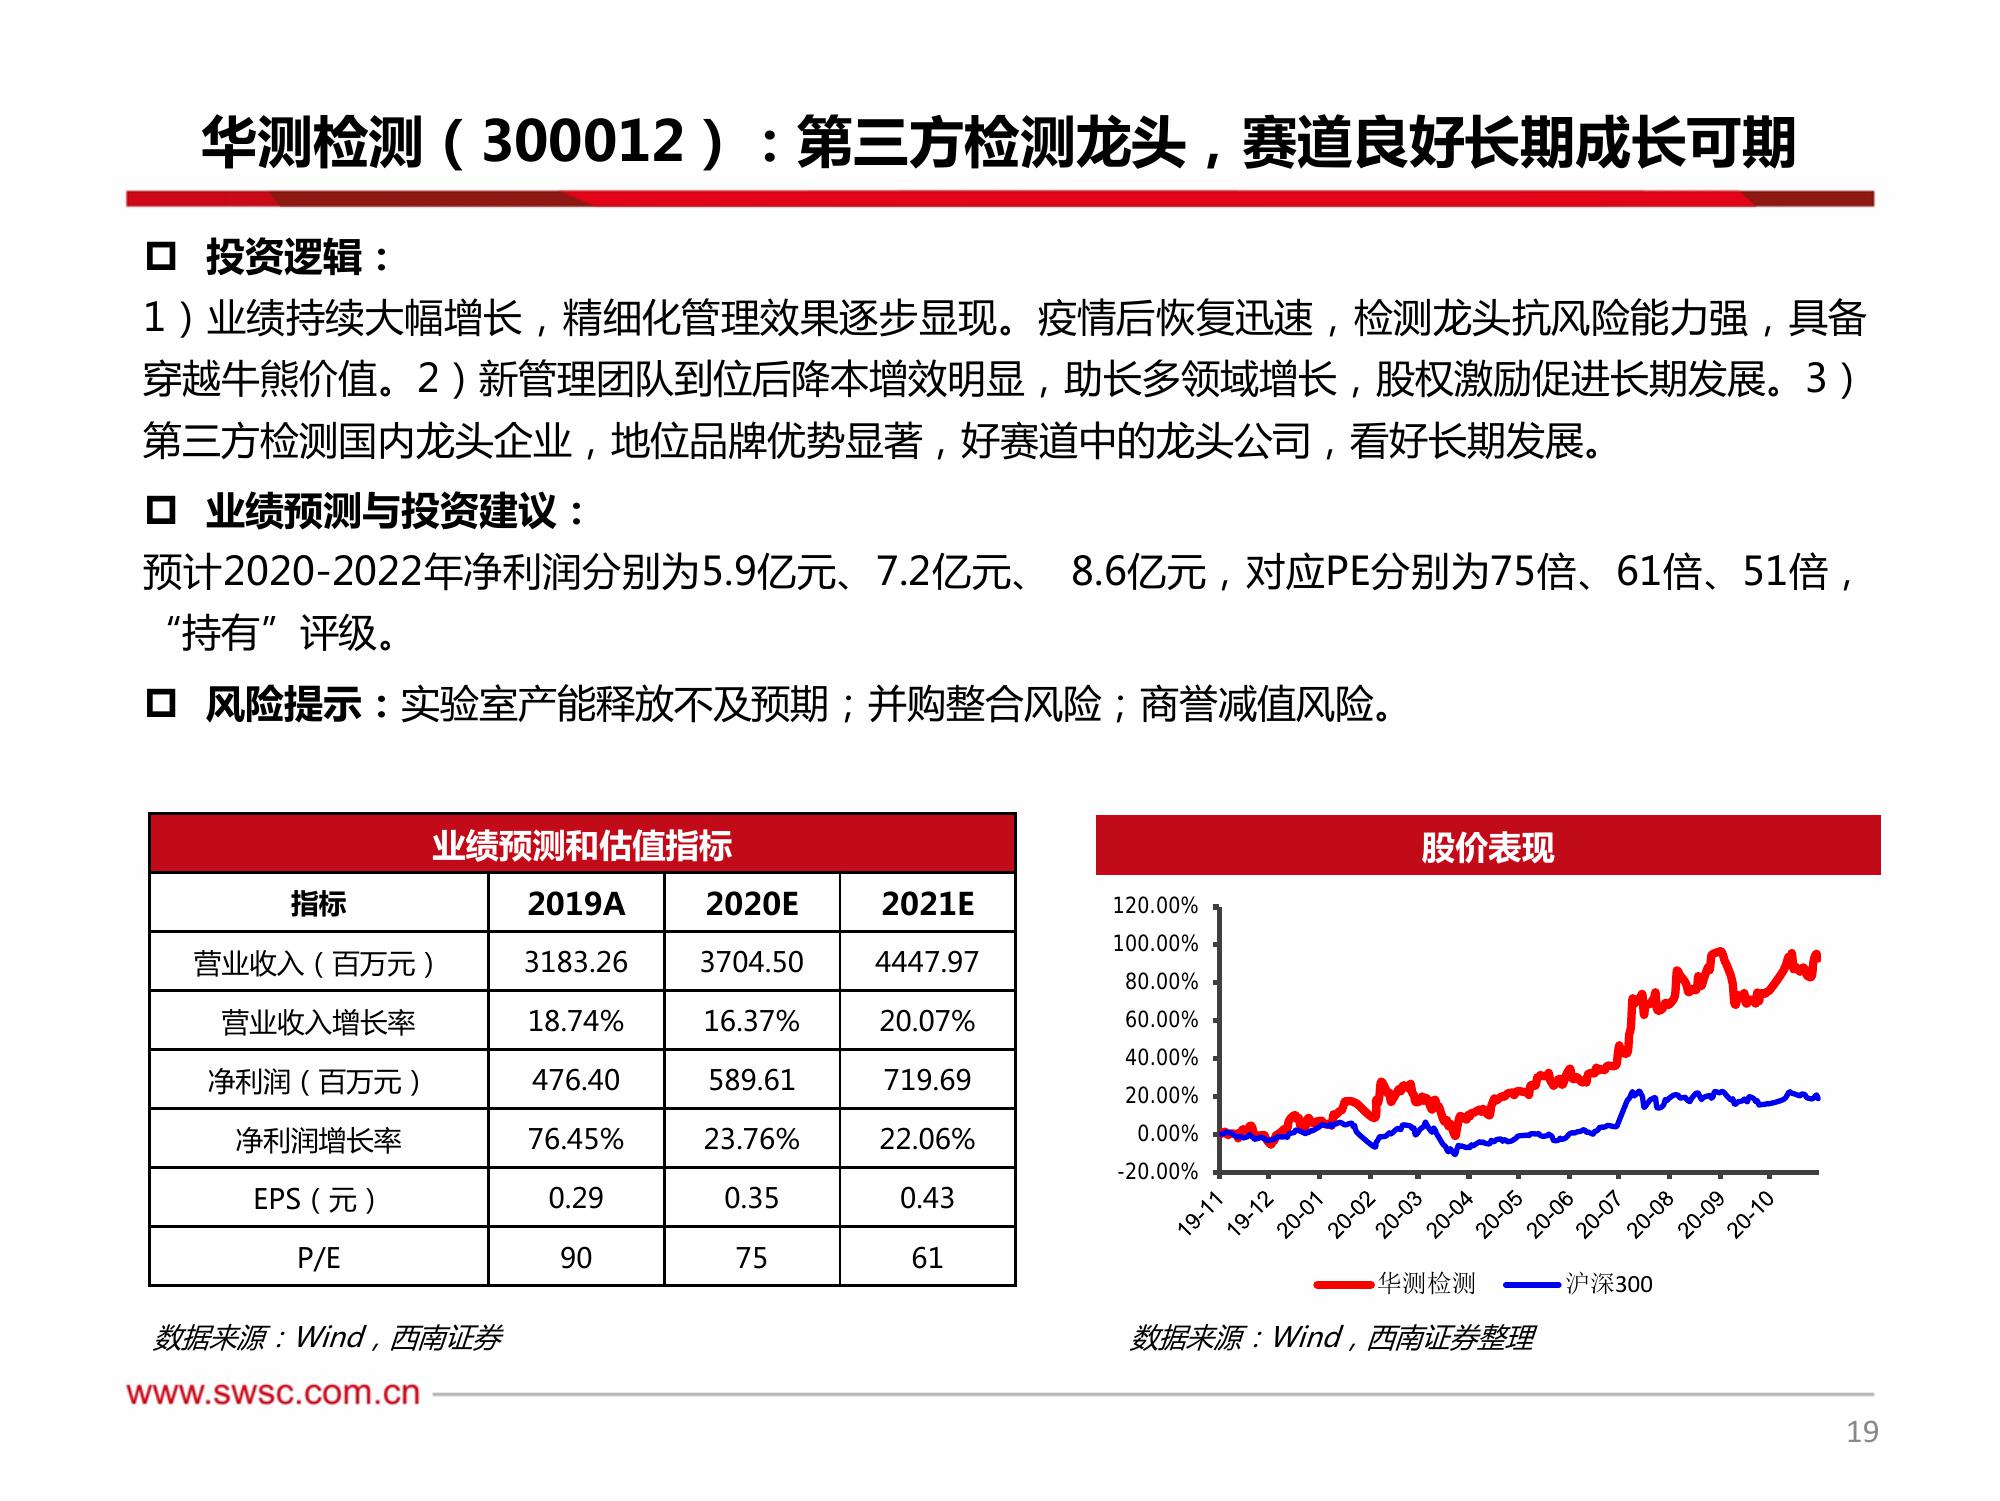 华测检测（300012）：第三方检测龙头，赛道良好长期成长可期
投资逻辑：
1）业绩持续大幅增长，精细化管理效果逐步显现。疫情后恢复迅速，检测龙头抗风险能力强，具备
穿越牛熊价值。2）新管理团队到位后降本增效明显，助长多领域增长，股权激励促进长期发展。3）
第三方检测国内龙头企业，地位品牌优势显著，好赛道中的龙头公司，看好长期发展。
业绩预测与投资建议：
预计2020-2022年净利润分别为5.9亿元、7.2亿元、 8.6亿元，对应PE分别为75倍、61倍、51倍，
“持有”评级。
风险提示：实验室产能释放不及预期；并购整合风险；商誉减值风险。
业绩预测和估值指标
指标 2019A 2020E 2021E
营业收入（百万元） 3183.26 3704.50 4447.97
营业收入增长率 18.74% 16.37% 20.07%
净利润（百万元） 476.40 589.61 719.69
净利润增长率 76.45% 23.76% 22.06%
EPS（元） 0.29 0.35 0.43
P/E 90 75 61
数据来源：Wind，西南证券
股价表现
120.00%
100.00%
80.00%
60.00%
40.00%
20.00%
0.00%
-20.00%
19-11 19-12 20-01 20-02 20-03 20-04 20-05 20-06 20-07 20-08 20-09 20-10
华测检测 沪深300
数据来源：Wind，西南证券整理
www.swsc.com.cn
19